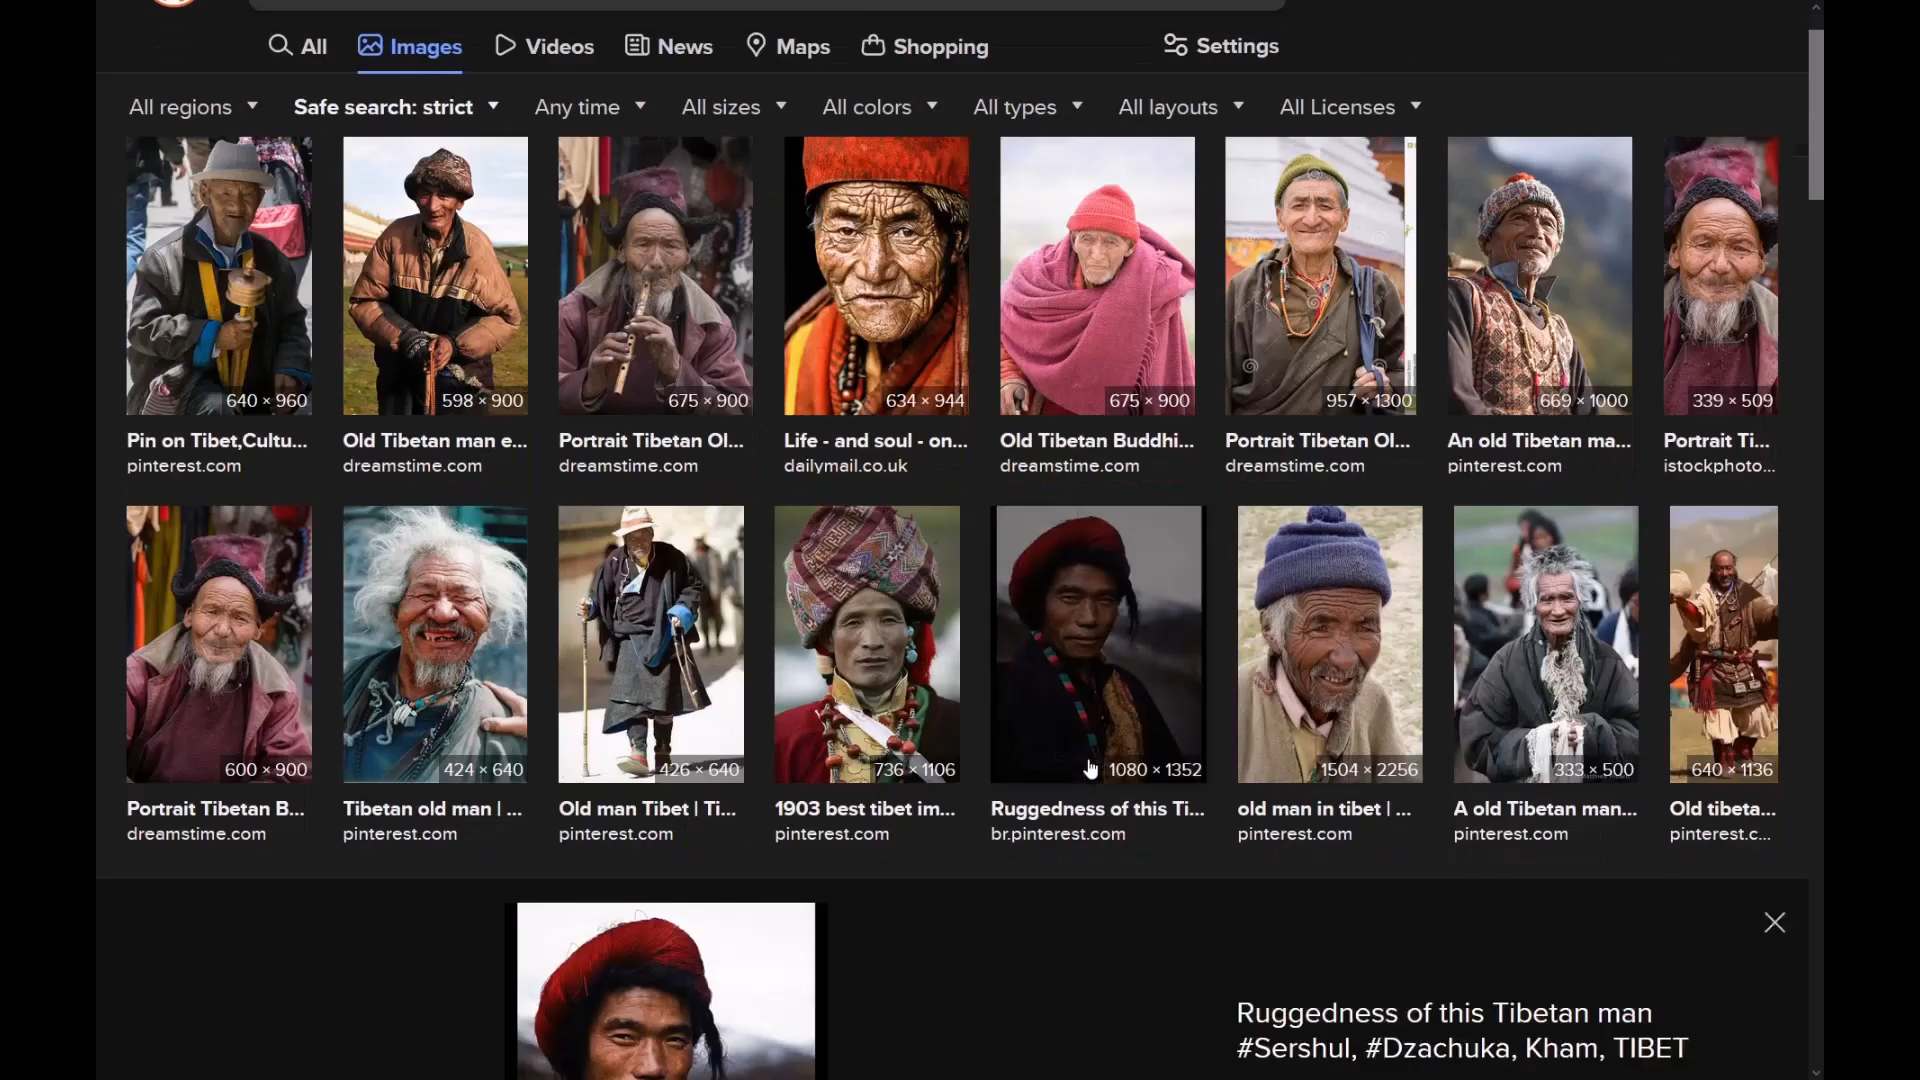 All
Images
Videos
News
Maps
Shopping
Settings
All regions
Safe search: strict
Any time
All sizes
All colors
All types
All layouts
All Licenses
640 × 960
598 × 900
675 × 900
634 × 944
675 × 900
957 × 1300
669 × 1000
339 × 509
Pin on Tibet,Cultu...
Old Tibetan man e...
Portrait Tibetan Ol...
Life - and soul - on...
Old Tibetan Buddhi...
Portrait Tibetan Ol...
An old Tibetan ma...
Portrait Ti...
pinterest.com
dreamstime.com
dreamstime.com
dailymail.co.uk
dreamstime.com
dreamstime.com
pinterest.com
istockphoto...
600 × 900
424 × 640
426 × 640
736 × 1106
1080 × 1352
1504 × 2256
333 × 500
640 × 1136
Portrait Tibetan B...
Tibetan old man | ...
Old man Tibet | Ti...
1903 best tibet im...
Ruggedness of this Ti...
old man in tibet | ...
A old Tibetan man...
Old tibeta...
dreamstime.com
pinterest.com
pinterest.com
pinterest.com
br.pinterest.com
pinterest.com
pinterest.com
pinterest.c...
Ruggedness of this Tibetan man
#Sershul, #Dzachuka, Kham, TIBET